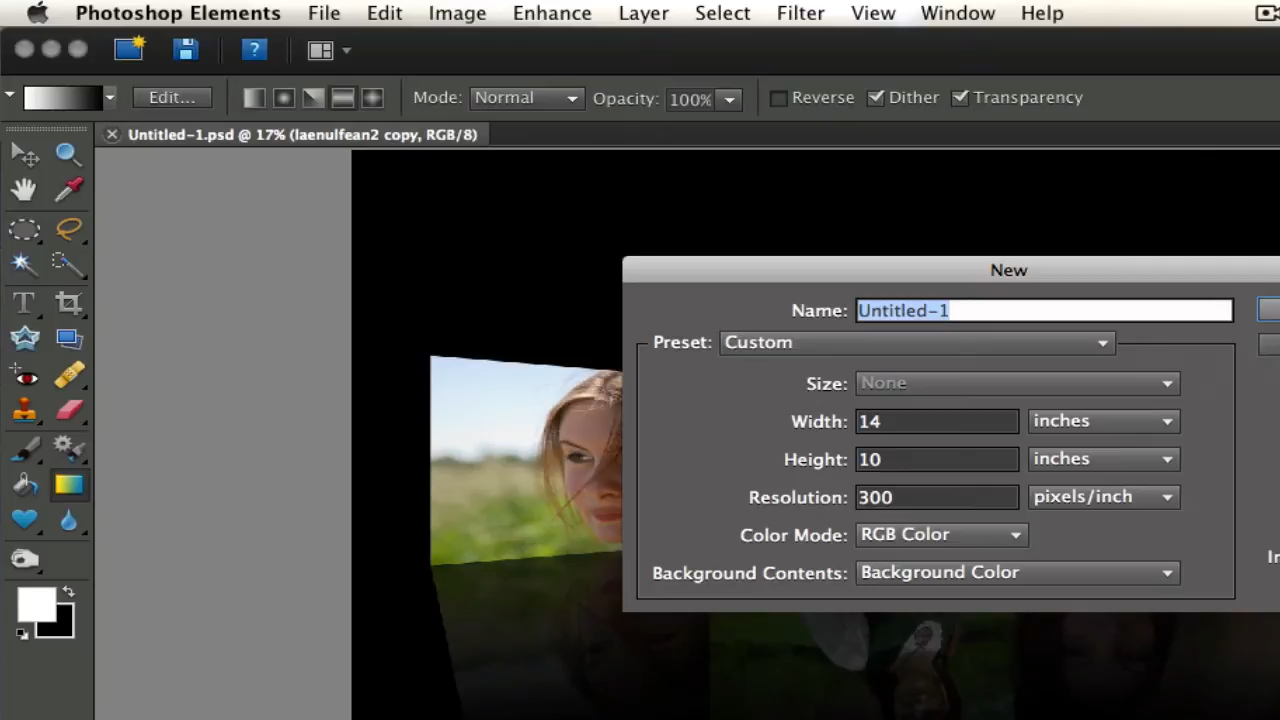 Photoshop Elements File Edit Image Enhance Layer Select Filter View Window Help
?
Edit... Mode: Normal Opacity: 100% Reverse Dither Transparency
Untitled-1.psd @ 17% (laenulfean2 copy, RGB/8)
New
Name: Untitled-1
Preset: Custom
Size: None
Width: 14 inches
Height: 10 inches
Resolution: 300 pixels/inch
Color Mode: RGB Color
Background Contents: Background Color
T